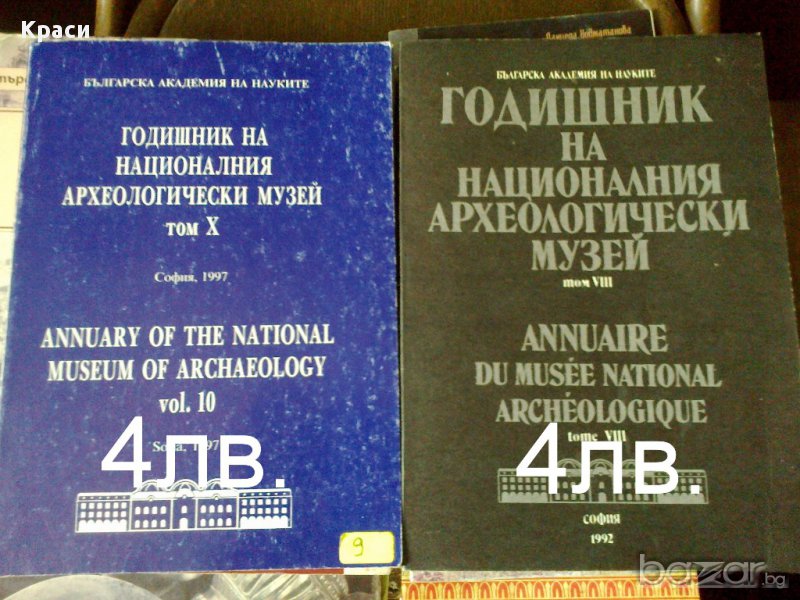 Краси
БЪЛГАРСКА АКАДЕМИЯ НА НАУКИТЕ
ГОДИШНИК НА
НАЦИОНАЛНИЯ
АРХЕОЛОГИЧЕСКИ МУЗЕЙ
том X
София, 1997
ANNUARY OF THE NATIONAL
MUSEUM OF ARCHAEOLOGY
vol. 10
Sofia, 1997
4лв.
9
БЪЛГАРСКА АКАДЕМИЯ НА НАУКИТЕ
ГОДИШНИК
НА
НАЦИОНАЛНИЯ
АРХЕОЛОГИЧЕСКИ
МУЗЕЙ
том VIII
ANNUAIRE
DU MUSÉE NATIONAL
ARCHÉOLOGIQUE
tome VIII
4лв.
СОФИЯ
1992
bazar.bg